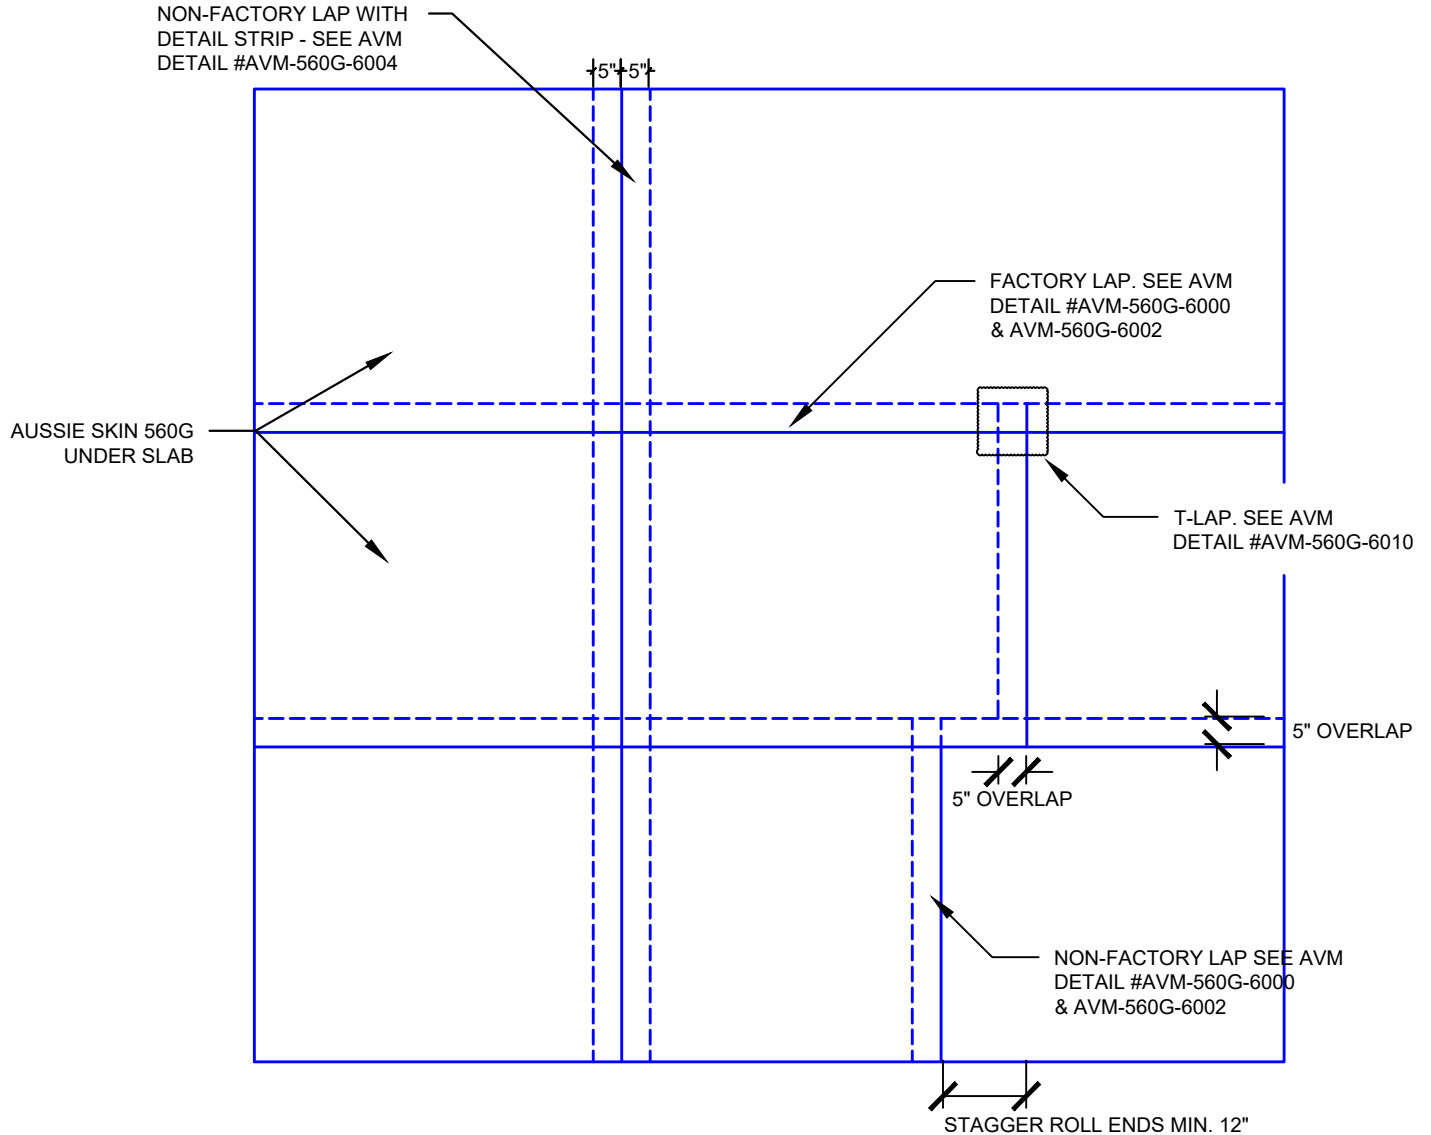 NON-FACTORY LAP WITH
DETAIL STRIP - SEE AVM
DETAIL #AVM-560G-6004
5" 5"
FACTORY LAP. SEE AVM
DETAIL #AVM-560G-6000
& AVM-560G-6002
AUSSIE SKIN 560G
UNDER SLAB
T-LAP. SEE AVM
DETAIL #AVM-560G-6010
5" OVERLAP
5" OVERLAP
NON-FACTORY LAP SEE AVM
DETAIL #AVM-560G-6000
& AVM-560G-6002
STAGGER ROLL ENDS MIN. 12"